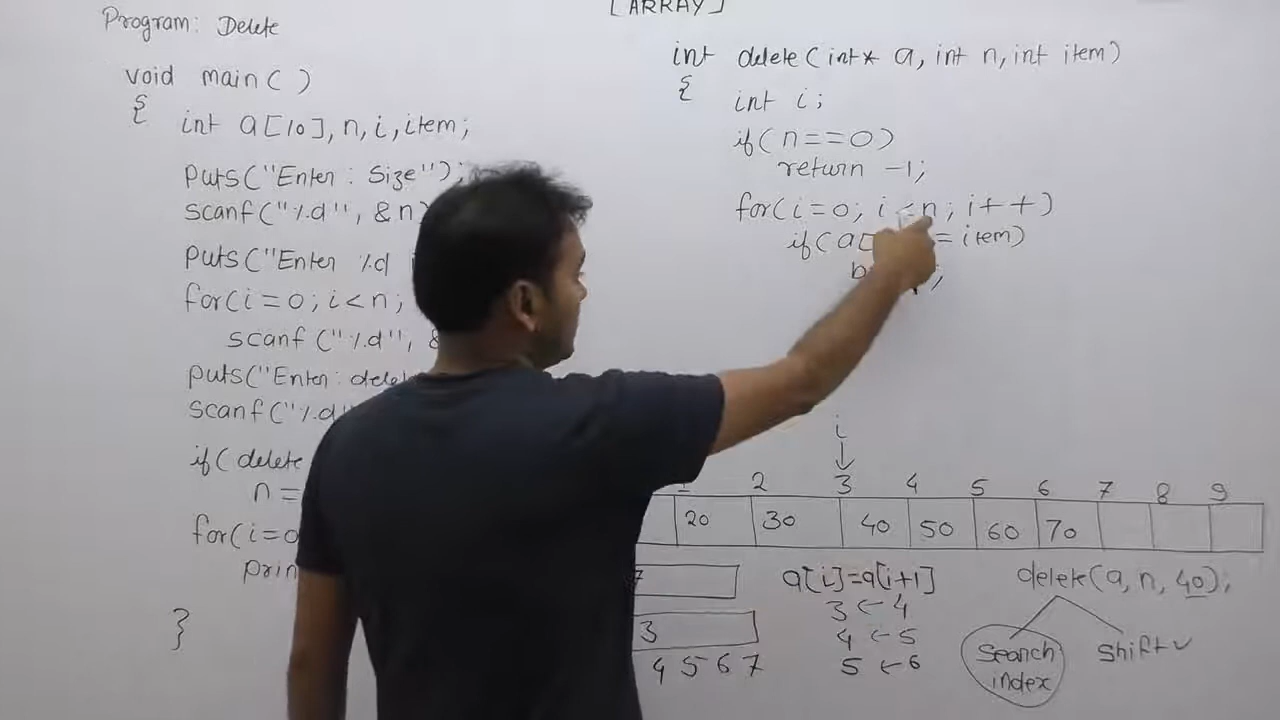 [ARRAY]
Program: Delete
void main( )
{
int a[10], n, i, item;
puts("Enter: Size");
scanf("%d", &n)
puts("Enter %d
for(i=0; i<n;
scanf("%d", &
puts("Enter: dele
scanf("%d"
if( delete
n =
for(i=0
prin
}
int delete( int* a, int n, int item)
{
int i;
if( n==0)
return -1;
for( i=0; i<n; i++)
if( a[ = item)
b ;
i
2 3 4 5 6 7 8 9
20 30 40 50 60 70
a[i]=a[i+1]
3 ← 4
4 ← 5
5 ← 6
7
3
4 5 6 7
delete(a, n, 40);
search index
shift ✓